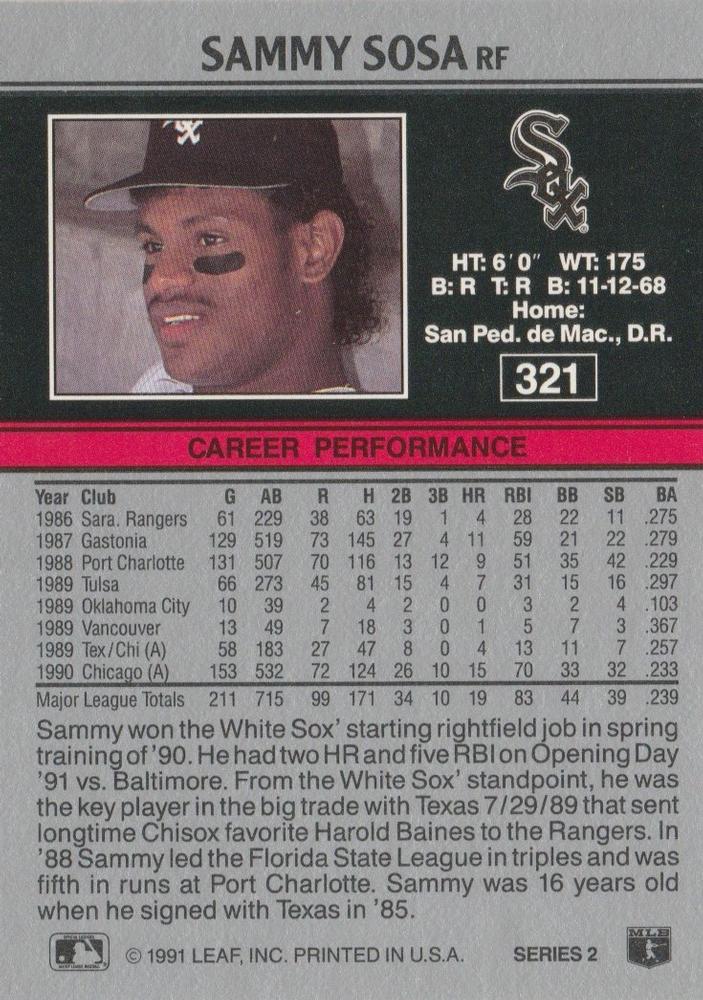 SAMMY SOSA RF
Sox
HT: 6'0" WT: 175
B: R T: R B: 11-12-68
Home:
San Ped. de Mac., D.R.
321
CAREER PERFORMANCE
Year Club G AB R H 2B 3B HR RBI BB SB BA
1986 Sara. Rangers 61 229 38 63 19 1 4 28 22 11 .275
1987 Gastonia 129 519 73 145 27 4 11 59 21 22 .279
1988 Port Charlotte 131 507 70 116 13 12 9 51 35 42 .229
1989 Tulsa 66 273 45 81 15 4 7 31 15 16 .297
1989 Oklahoma City 10 39 2 4 2 0 0 3 2 4 .103
1989 Vancouver 13 49 7 18 3 0 1 5 7 3 .367
1989 Tex/Chi (A) 58 183 27 47 8 0 4 13 11 7 .257
1990 Chicago (A) 153 532 72 124 26 10 15 70 33 32 .233
Major League Totals 211 715 99 171 34 10 19 83 44 39 .239
Sammy won the White Sox' starting rightfield job in spring
training of '90. He had two HR and five RBI on Opening Day
'91 vs. Baltimore. From the White Sox' standpoint, he was
the key player in the big trade with Texas 7/29/89 that sent
longtime Chisox favorite Harold Baines to the Rangers. In
'88 Sammy led the Florida State League in triples and was
fifth in runs at Port Charlotte. Sammy was 16 years old
when he signed with Texas in '85.
© 1991 LEAF, INC. PRINTED IN U.S.A. SERIES 2
MLB